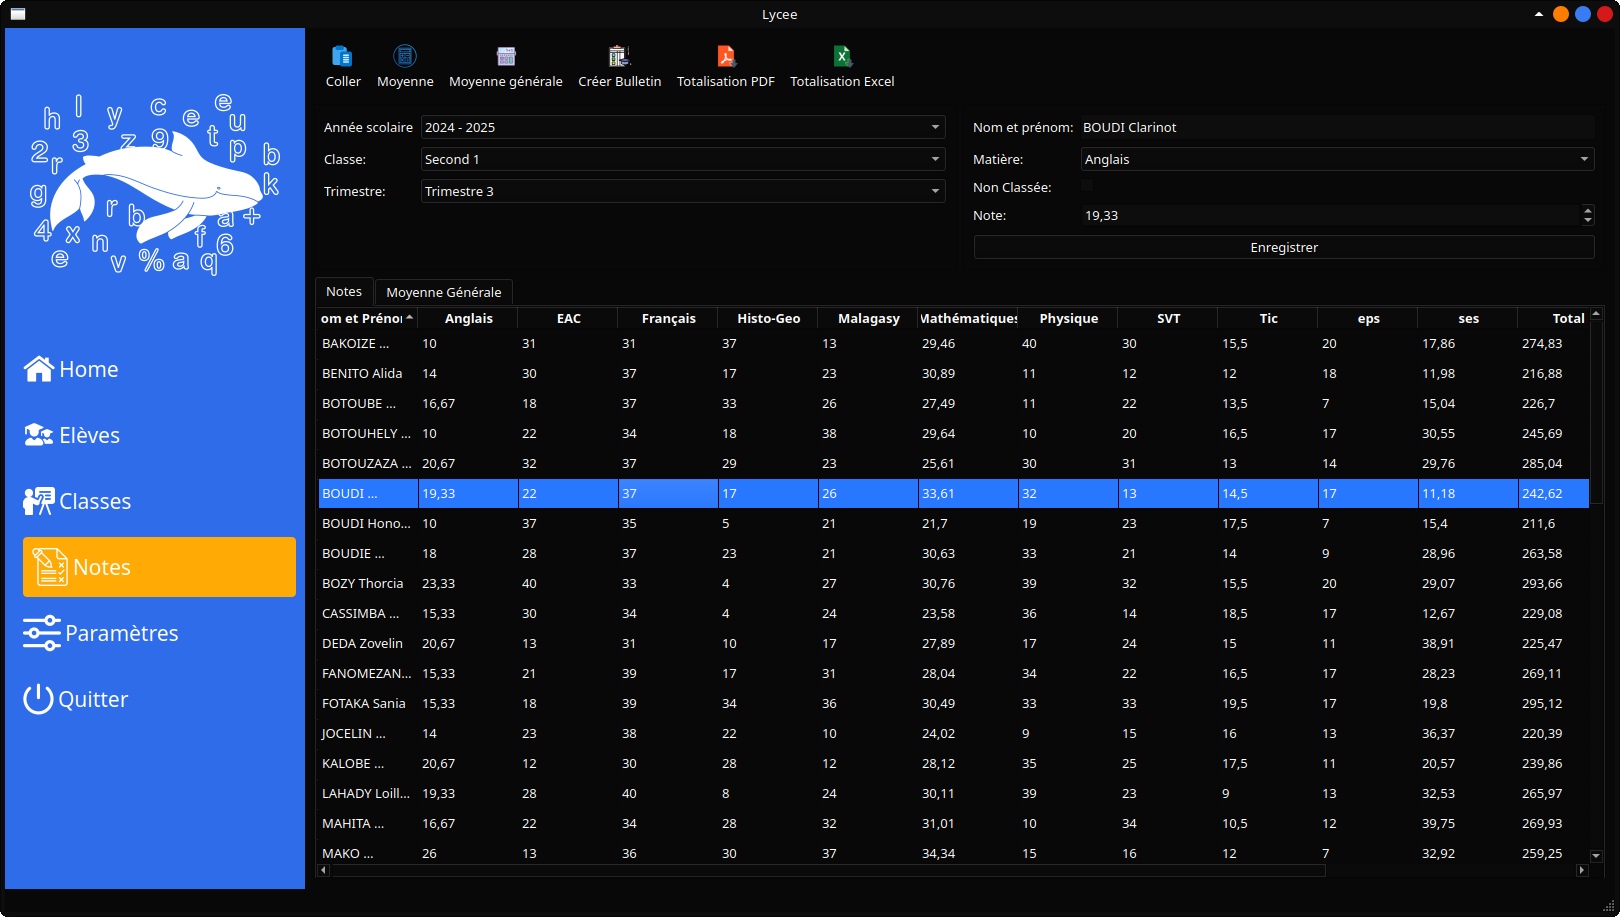 Lycee
h l y c e e u
2 r 3 z 9 t p b
g k
4 x r b a +
e n v % a q f 6
Home
Elèves
Classes
Notes
Paramètres
Quitter
Coller Moyenne Moyenne générale Créer Bulletin Totalisation PDF Totalisation Excel
Année scolaire 2024 - 2025
Classe: Second 1
Trimestre: Trimestre 3
Nom et prénom: BOUDI Clarinot
Matière: Anglais
Non Classée:
Note: 19,33
Enregistrer
Notes Moyenne Générale
om et Prénor Anglais EAC Français Histo-Geo Malagasy Mathématiques Physique SVT Tic eps ses Total
BAKOIZE ... 10 31 31 37 13 29,46 40 30 15,5 20 17,86 274,83
BENITO Alida 14 30 37 17 23 30,89 11 12 12 18 11,98 216,88
BOTOUBE ... 16,67 18 37 33 26 27,49 11 22 13,5 7 15,04 226,7
BOTOUHELY ... 10 22 34 18 38 29,64 10 20 16,5 17 30,55 245,69
BOTOUZAZA ... 20,67 32 37 29 23 25,61 30 31 13 14 29,76 285,04
BOUDI ... 19,33 22 37 17 26 33,61 32 13 14,5 17 11,18 242,62
BOUDI Hono... 10 37 35 5 21 21,7 19 23 17,5 7 15,4 211,6
BOUDIE ... 18 28 37 23 21 30,63 33 21 14 9 28,96 263,58
BOZY Thorcia 23,33 40 33 4 27 30,76 39 32 15,5 20 29,07 293,66
CASSIMBA ... 15,33 30 34 4 24 23,58 36 14 18,5 17 12,67 229,08
DEDA Zovelin 20,67 13 31 10 17 27,89 17 24 15 11 38,91 225,47
FANOMEZAN... 15,33 21 39 17 31 28,04 34 22 16,5 17 28,23 269,11
FOTAKA Sania 15,33 18 39 34 36 30,49 33 33 19,5 17 19,8 295,12
JOCELIN ... 14 23 38 22 10 24,02 9 15 16 13 36,37 220,39
KALOBE ... 20,67 12 30 28 12 28,12 35 25 17,5 11 20,57 239,86
LAHADY Loill... 19,33 28 40 8 24 30,11 39 23 9 13 32,53 265,97
MAHITA ... 16,67 22 34 28 32 31,01 10 34 10,5 12 39,75 269,93
MAKO ... 26 13 36 30 37 34,34 15 16 12 7 32,92 259,25